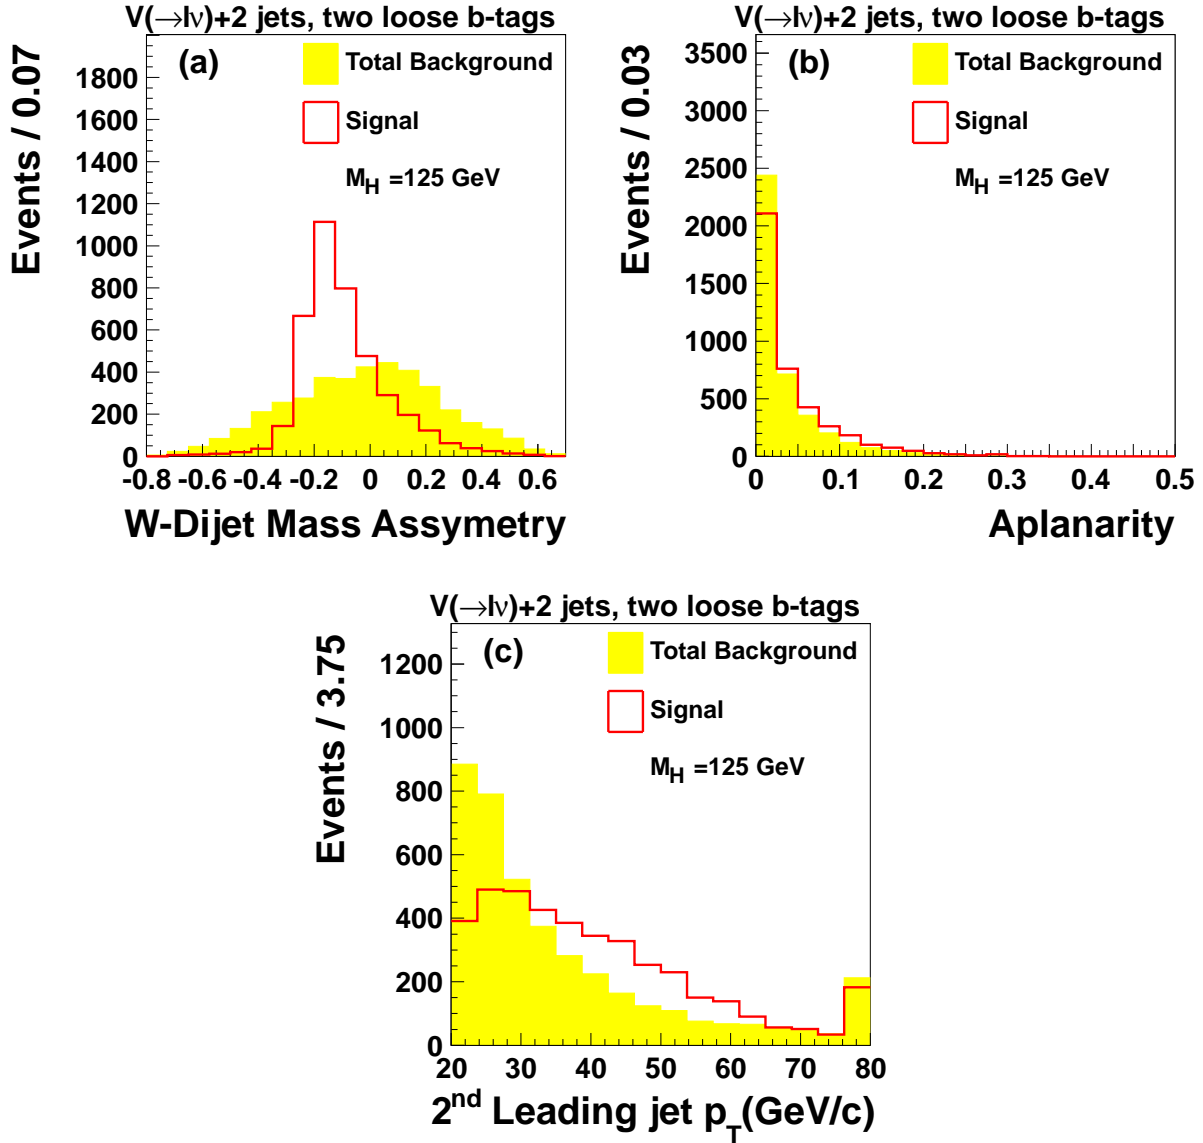 V(→lν)+2 jets, two loose b-tags
(a)
Total Background
Signal
M_H =125 GeV
Events / 0.07
1800
1600
1400
1200
1000
800
600
400
200
0
-0.8 -0.6 -0.4 -0.2 0 0.2 0.4 0.6
W-Dijet Mass Assymetry
V(→lν)+2 jets, two loose b-tags
(b)
Total Background
Signal
M_H =125 GeV
Events / 0.03
3500
3000
2500
2000
1500
1000
500
0
0 0.1 0.2 0.3 0.4 0.5
Aplanarity
V(→lν)+2 jets, two loose b-tags
(c)
Total Background
Signal
M_H =125 GeV
Events / 3.75
1200
1000
800
600
400
200
0
20 30 40 50 60 70 80
2^nd Leading jet p_T(GeV/c)